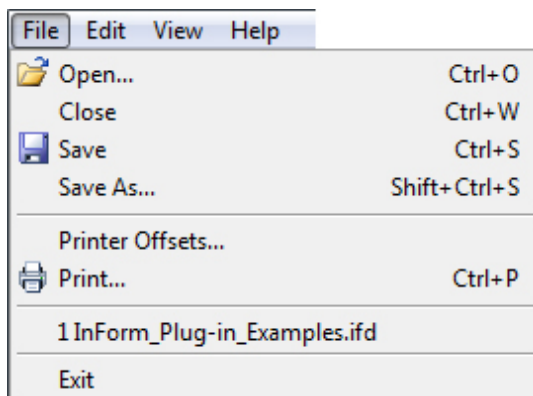 File Edit View Help
Open... Ctrl+O
Close Ctrl+W
Save Ctrl+S
Save As... Shift+Ctrl+S
Printer Offsets...
Print... Ctrl+P
1 InForm_Plug-in_Examples.ifd
Exit